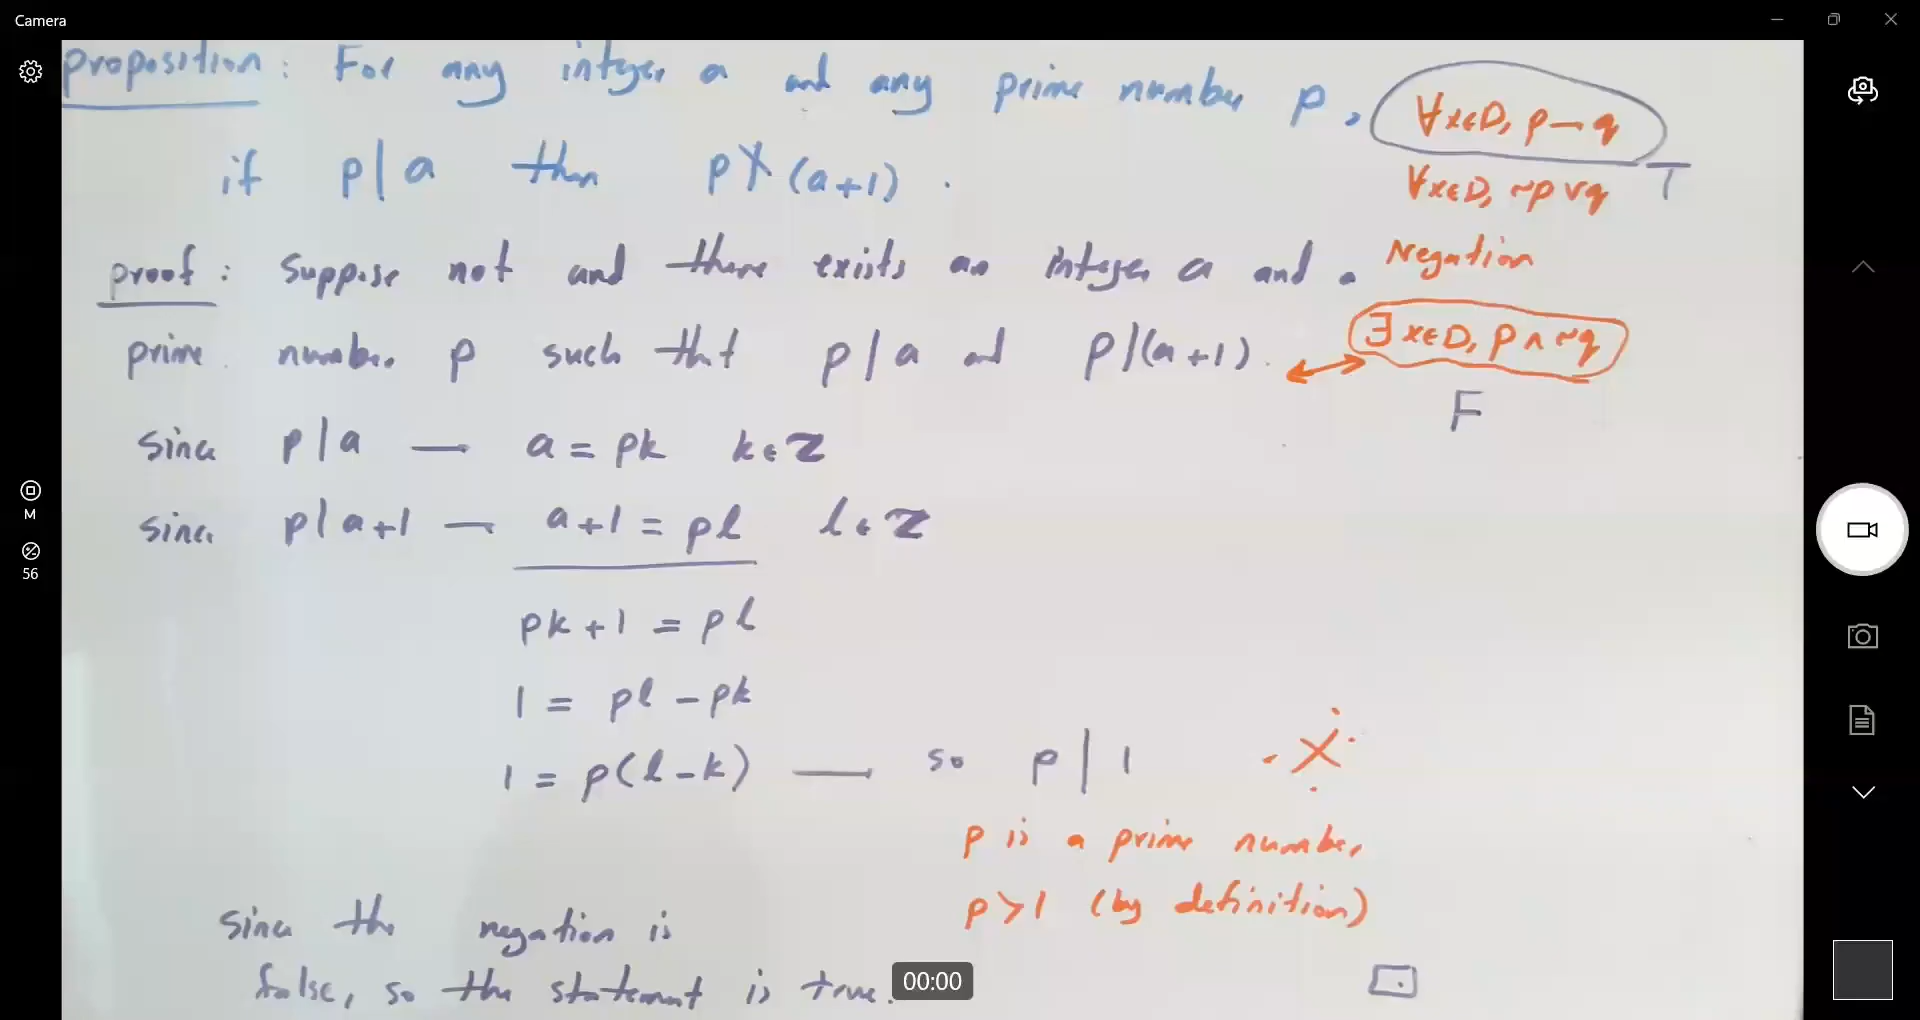 Camera
proposition: For any integer a and any prime number p,
if p|a then p∤(a+1).
∀x∈D, p→q
T
∀x∈D, ~p∨q
Negation
∃x∈D, p∧~q
F
proof: suppose not and there exists an integer a and a
prime number p such that p|a and p|(a+1).
since p|a — a = pk k∈Z
since p|a+1 — a+1 = pl l∈Z
pk+1 = pl
1 = pl - pk
1 = p(l-k) — so p|1
p is a prime number
p>1 (by definition)
since the negation is
false, so the statement is true.
M
56
00:00